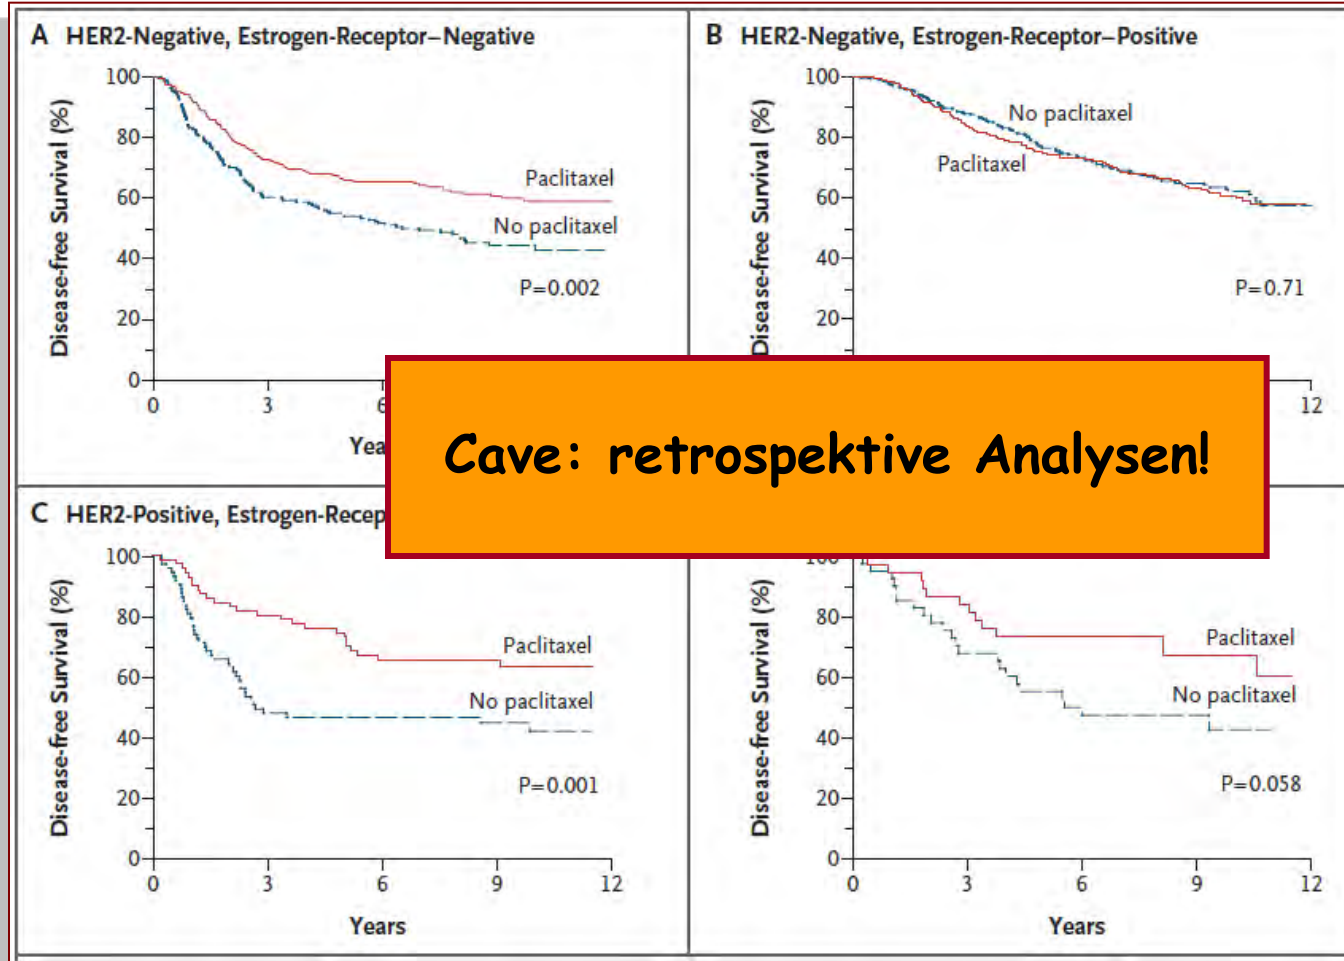 A HER2-Negative, Estrogen-Receptor–Negative
Disease-free Survival (%)
100
80
60
40
20
0
Paclitaxel
No paclitaxel
P=0.002
0 3
B HER2-Negative, Estrogen-Receptor–Positive
Disease-free Survival (%)
100
80
60
40
20
No paclitaxel
Paclitaxel
P=0.71
12
Cave: retrospektive Analysen!
C HER2-Positive,
Disease-free Survival (%)
100
80
60
40
20
0
Paclitaxel
No paclitaxel
P=0.001
0 3 6 9 12
Years
Disease-free Survival (%)
80
60
40
20
0
Paclitaxel
No paclitaxel
P=0.058
0 3 6 9 12
Years